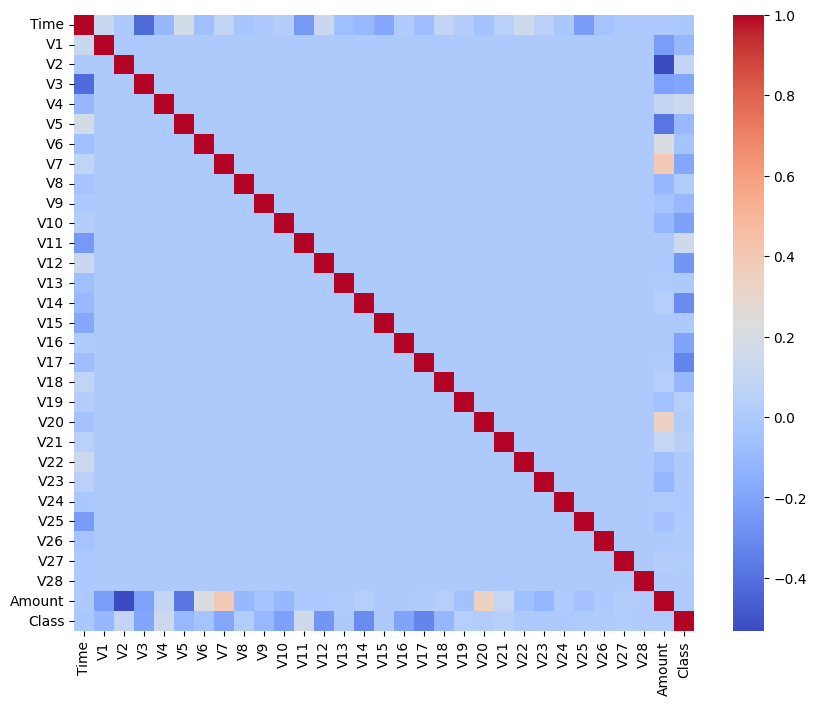 Time
V1
V2
V3
V4
V5
V6
V7
V8
V9
V10
V11
V12
V13
V14
V15
V16
V17
V18
V19
V20
V21
V22
V23
V24
V25
V26
V27
V28
Amount
Class
Time
V1
V2
V3
V4
V5
V6
V7
V8
V9
V10
V11
V12
V13
V14
V15
V16
V17
V18
V19
V20
V21
V22
V23
V24
V25
V26
V27
V28
Amount
Class
1.0
0.8
0.6
0.4
0.2
0.0
−0.2
−0.4